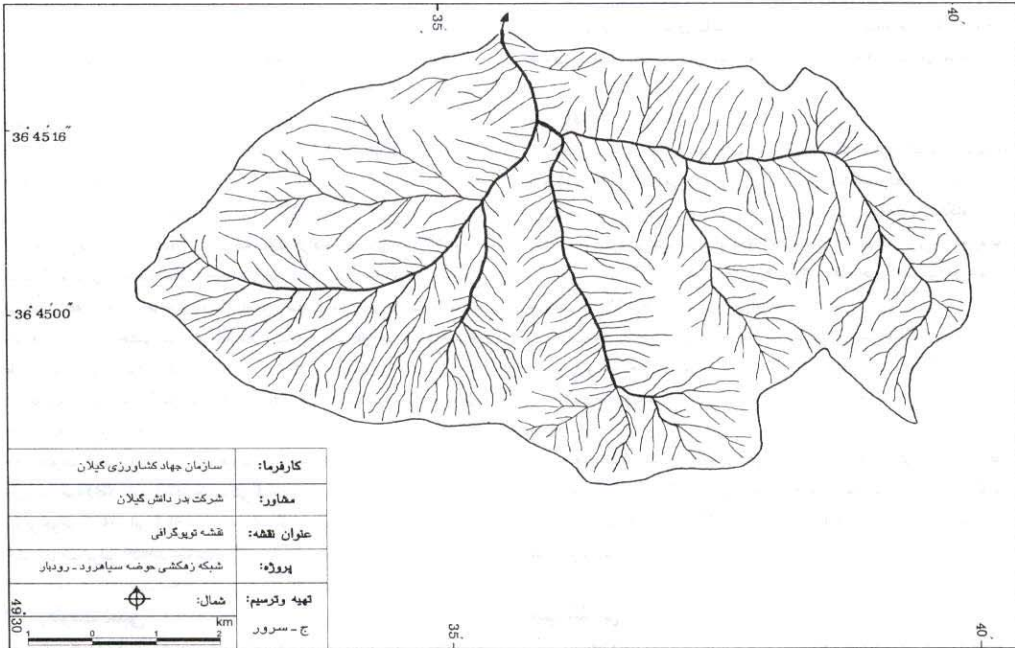 35´
40´
36° 45´ 16˝
36° 45´ 00˝
کارفرما: سازمان جهاد کشاورزی گیلان
مشاور: شرکت بدر دانش گیلان
عنوان نقشه: نقشه توپوگرافی
پروژه: شبکه زهکشی حوضه سیاهرود ـ رودبار
تهیه وترسیم: شمال:
ج ـ سرور
km
1 0 1 2
49°30´
35´
40´